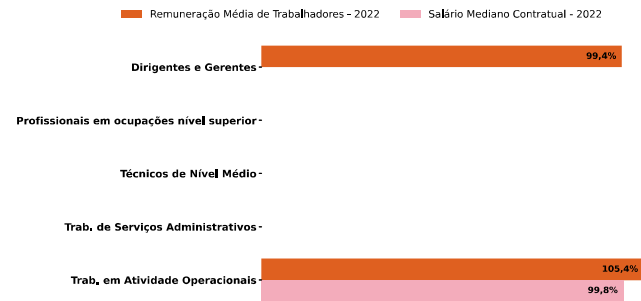 Remuneração Média de Trabalhadores - 2022 Salário Mediano Contratual - 2022
Dirigentes e Gerentes 99,4%
Profissionais em ocupações nível superior
Técnicos de Nível Médio
Trab. de Serviços Administrativos
Trab. em Atividade Operacionais 105,4%
99,8%